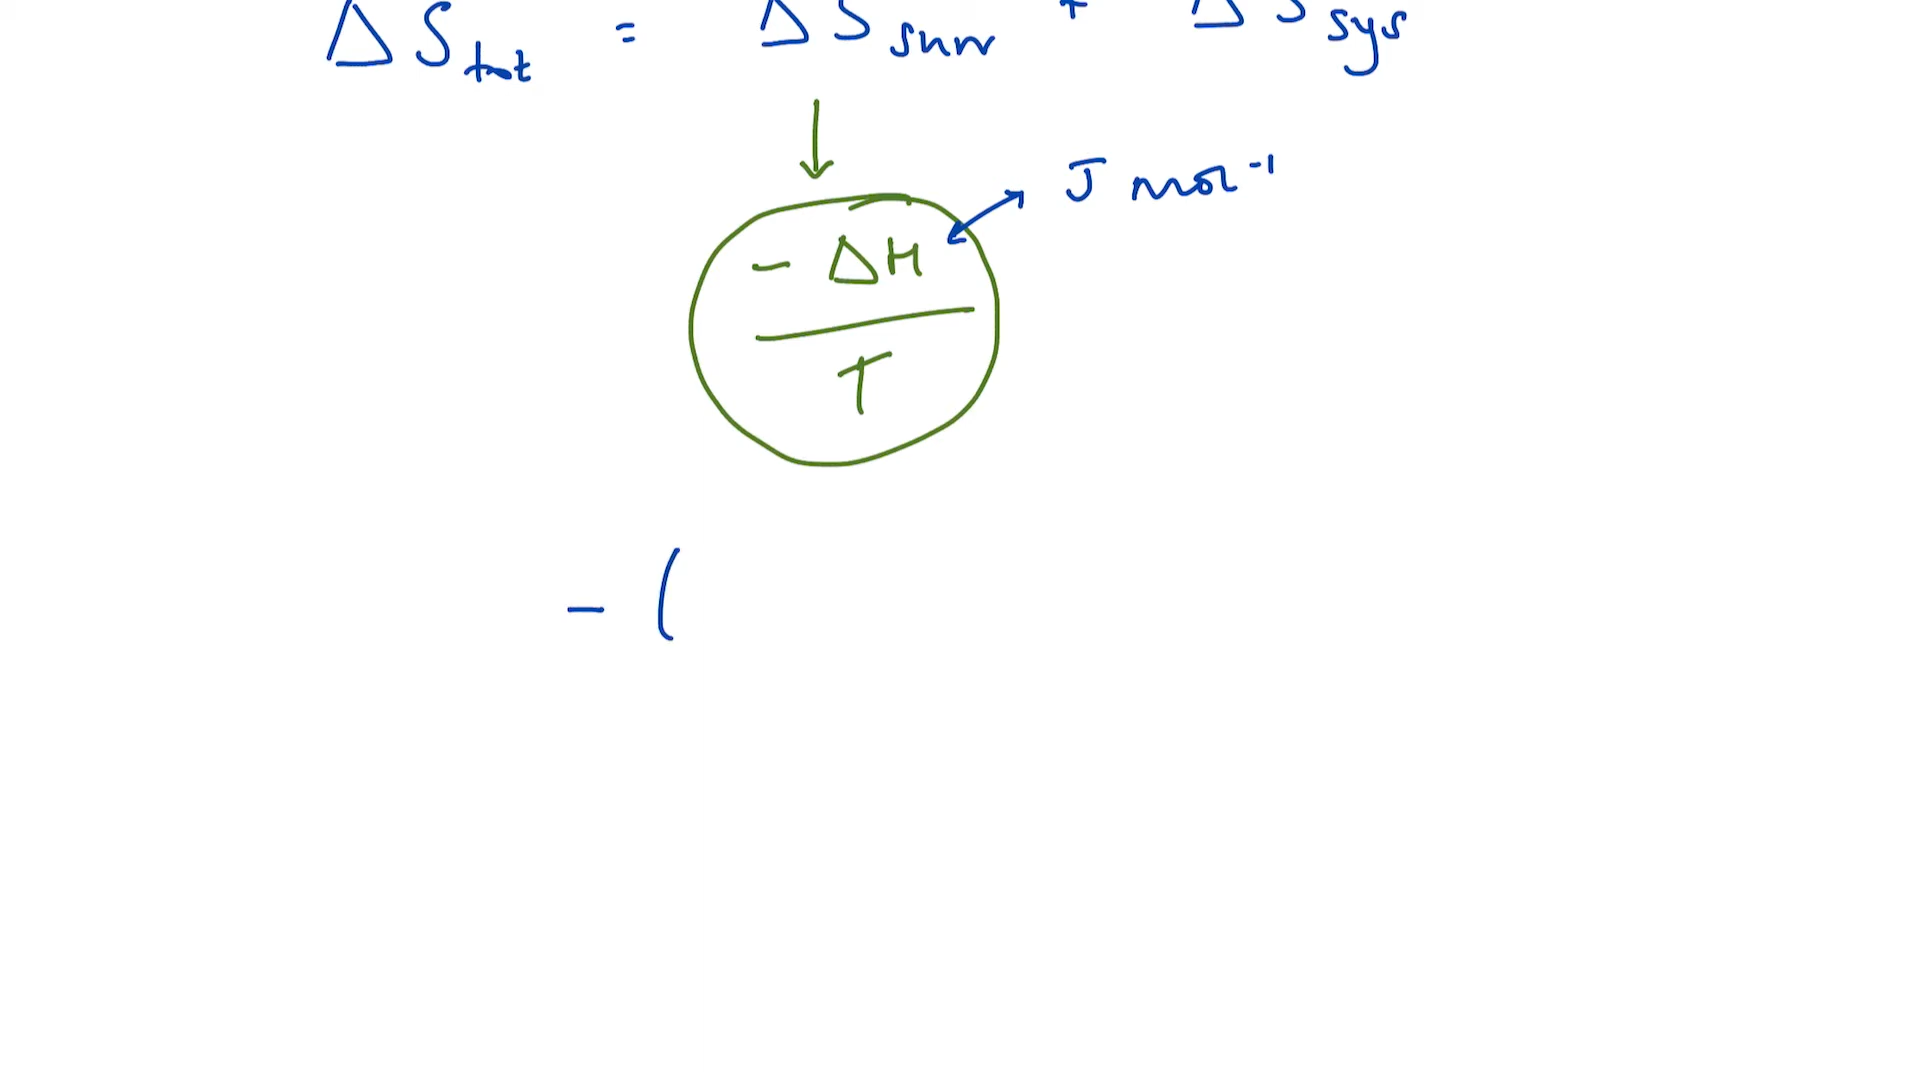 ΔS_tot = ΔS_surr + ΔS_sys
J mol⁻¹
- ΔH
T
- (